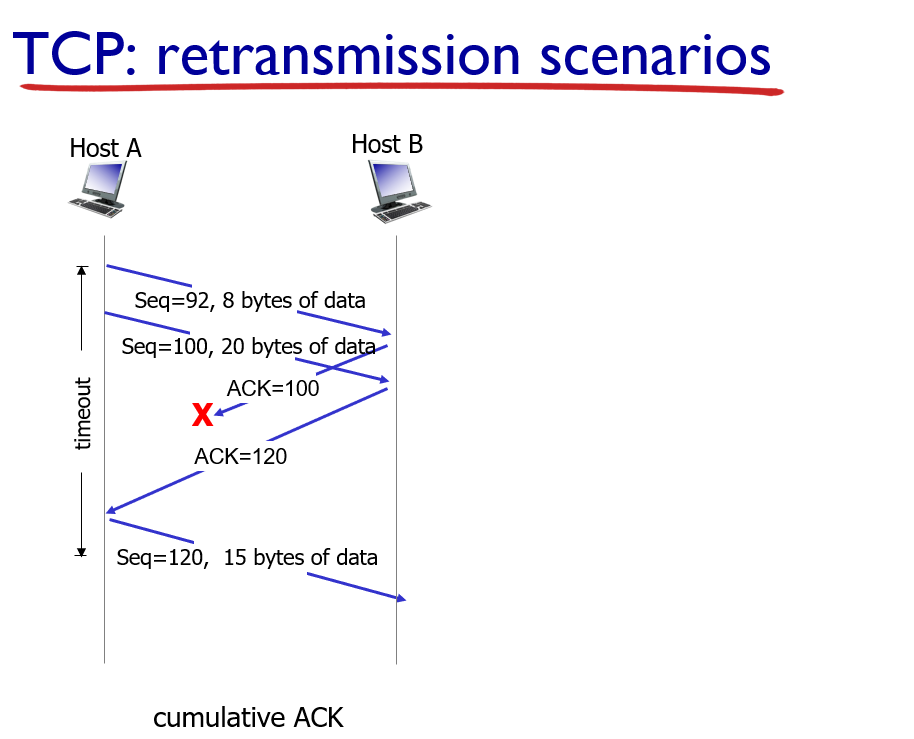 TCP: retransmission scenarios
Host A
Host B
Seq=92, 8 bytes of data
Seq=100, 20 bytes of data
ACK=100
X
timeout
ACK=120
Seq=120, 15 bytes of data
cumulative ACK